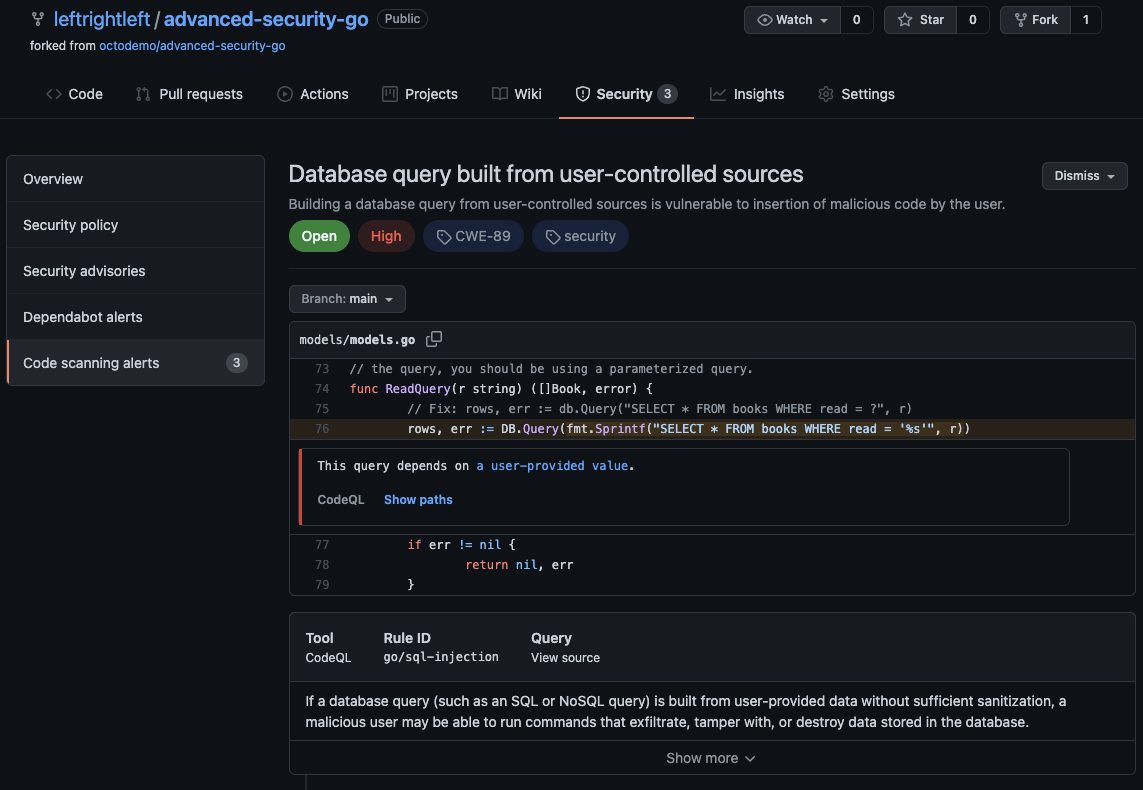 leftrightleft / advanced-security-go Public
Watch 0 Star 0 Fork 1
forked from octodemo/advanced-security-go
Code Pull requests Actions Projects Wiki Security 3 Insights Settings
Overview
Security policy
Security advisories
Dependabot alerts
Code scanning alerts 3
Database query built from user-controlled sources
Dismiss
Building a database query from user-controlled sources is vulnerable to insertion of malicious code by the user.
Open High CWE-89 security
Branch: main
models/models.go
73 // the query, you should be using a parameterized query.
74 func ReadQuery(r string) ([]Book, error) {
75 // Fix: rows, err := db.Query("SELECT * FROM books WHERE read = ?", r)
76 rows, err := DB.Query(fmt.Sprintf("SELECT * FROM books WHERE read = '%s'", r))
This query depends on a user-provided value.
CodeQL Show paths
77 if err != nil {
78 return nil, err
79 }
Tool Rule ID Query
CodeQL go/sql-injection View source
If a database query (such as an SQL or NoSQL query) is built from user-provided data without sufficient sanitization, a
malicious user may be able to run commands that exfiltrate, tamper with, or destroy data stored in the database.
Show more